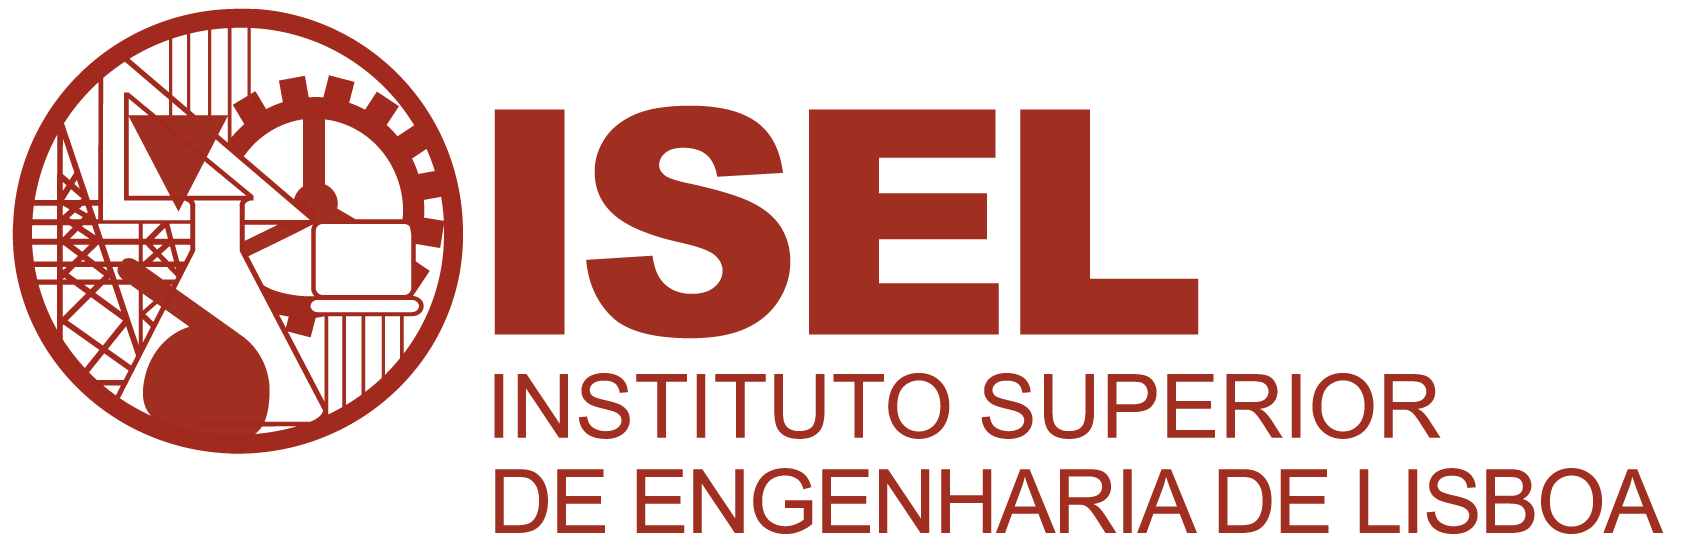 ISEL
INSTITUTO SUPERIOR
DE ENGENHARIA DE LISBOA